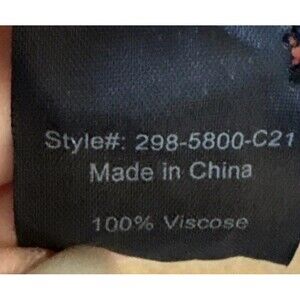 Style#: 298-5800-C21
Made in China
100% Viscose